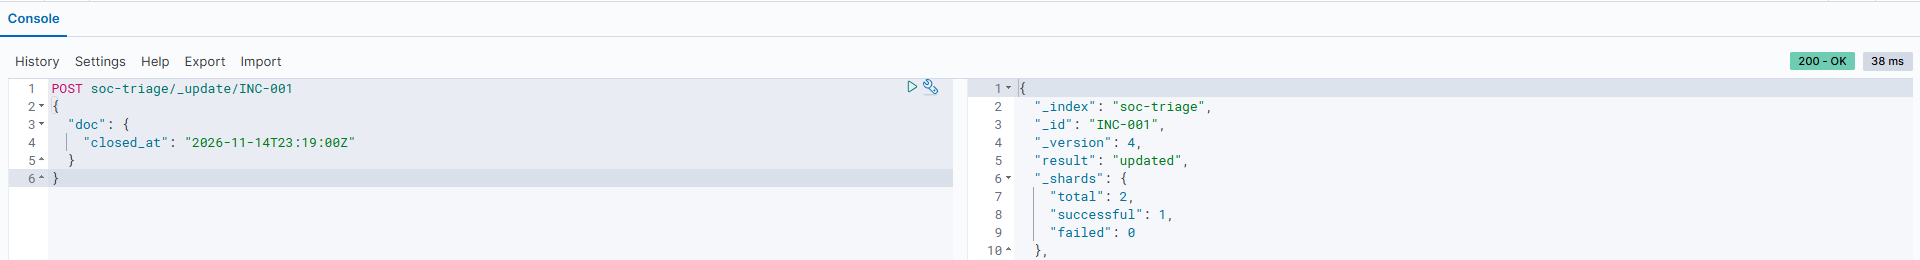 Console
History Settings Help Export Import
200 - OK 38 ms
1 POST soc-triage/_update/INC-001
2 {
3 "doc": {
4 "closed_at": "2026-11-14T23:19:00Z"
5 }
6 }
1 {
2 "_index": "soc-triage",
3 "_id": "INC-001",
4 "_version": 4,
5 "result": "updated",
6 "_shards": {
7 "total": 2,
8 "successful": 1,
9 "failed": 0
10 },